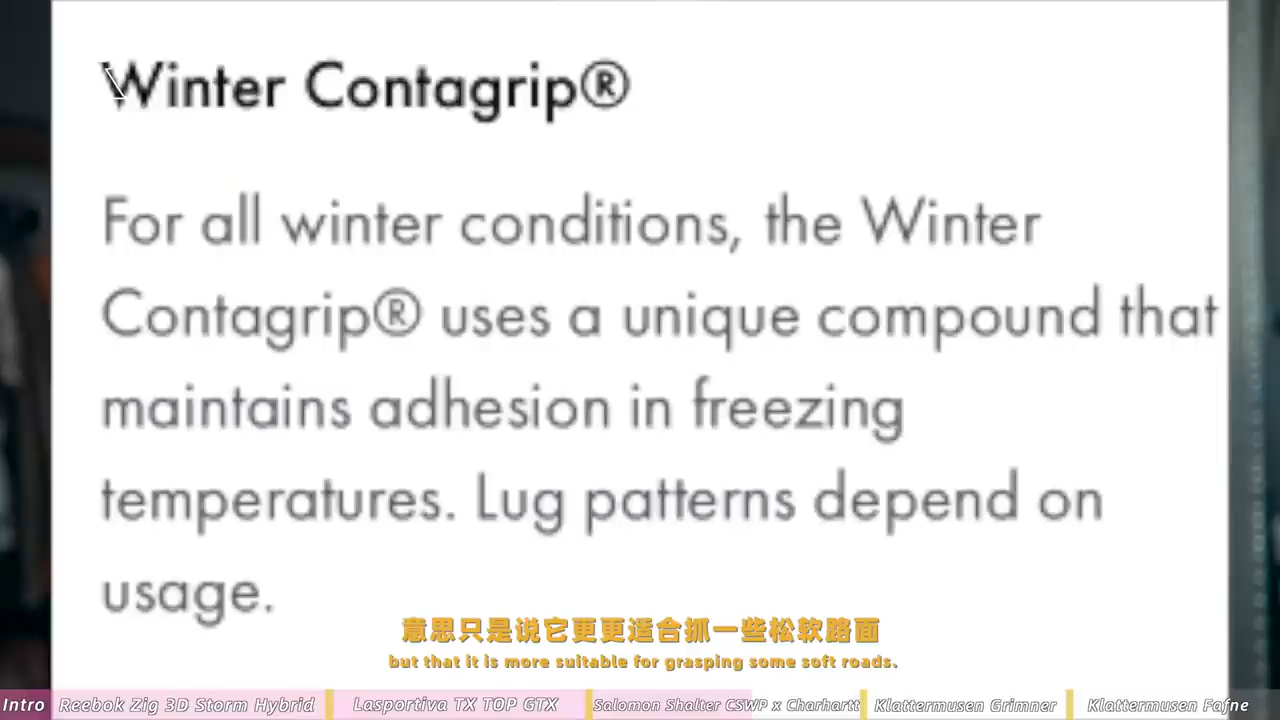 Winter Contagrip®
For all winter conditions, the Winter
Contagrip® uses a unique compound that
maintains adhesion in freezing
temperatures. Lug patterns depend on
usage.
意思只是说它更更适合抓一些松软路面
but that it is more suitable for grasping some soft roads.
Intro Reebok Zig 3D Storm Hybrid Lasportiva TX TOP GTX Salomon Shalter CSWP x Charhartt Klattermusen Grimner Klattermusen Fafne